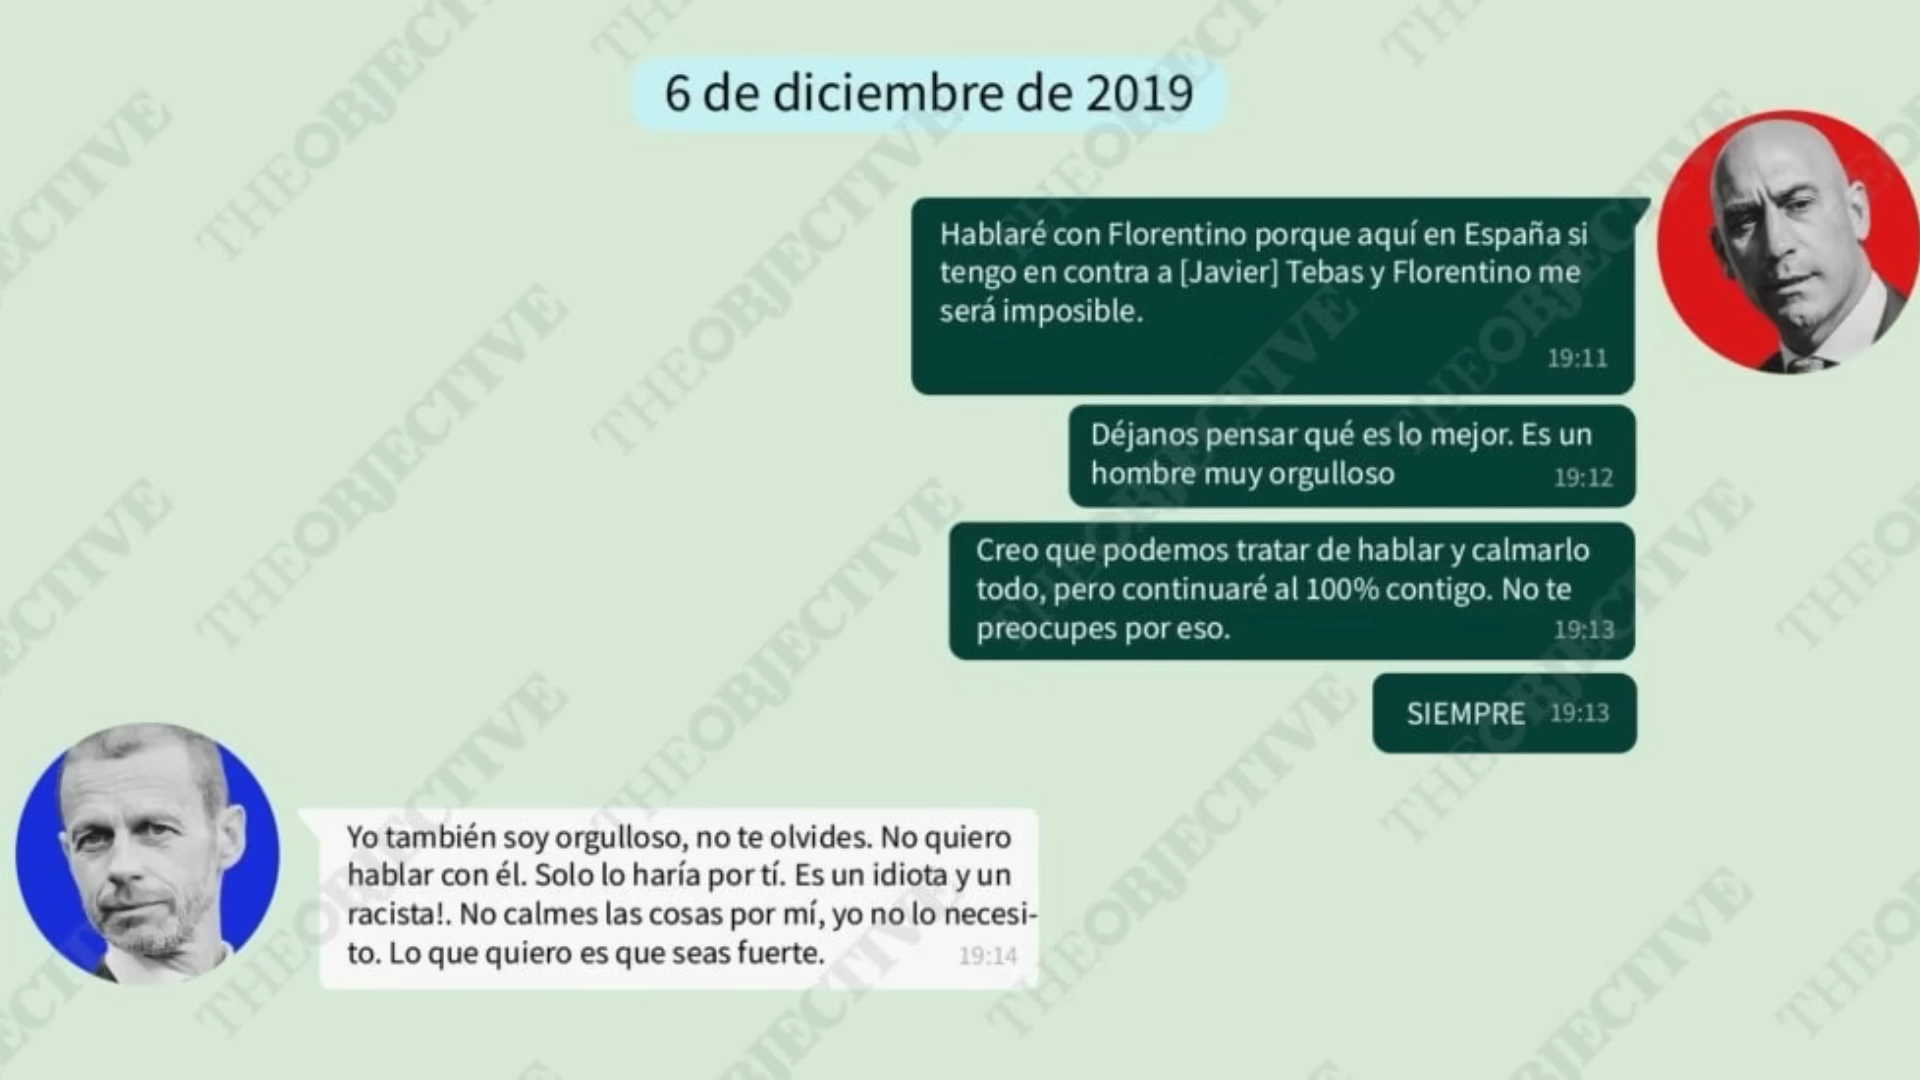 6 de diciembre de 2019
Hablaré con Florentino porque aquí en España si
tengo en contra a [Javier] Tebas y Florentino me
será imposible.
19:11
Déjanos pensar qué es lo mejor. Es un
hombre muy orgulloso 19:12
Creo que podemos tratar de hablar y calmarlo
todo, pero continuaré al 100% contigo. No te
preocupes por eso. 19:13
SIEMPRE 19:13
Yo también soy orgulloso, no te olvides. No quiero
hablar con él. Solo lo haría por tí. Es un idiota y un
racista!. No calmes las cosas por mí, yo no lo necesi-
to. Lo que quiero es que seas fuerte. 19:14
THEOBJECTIVE